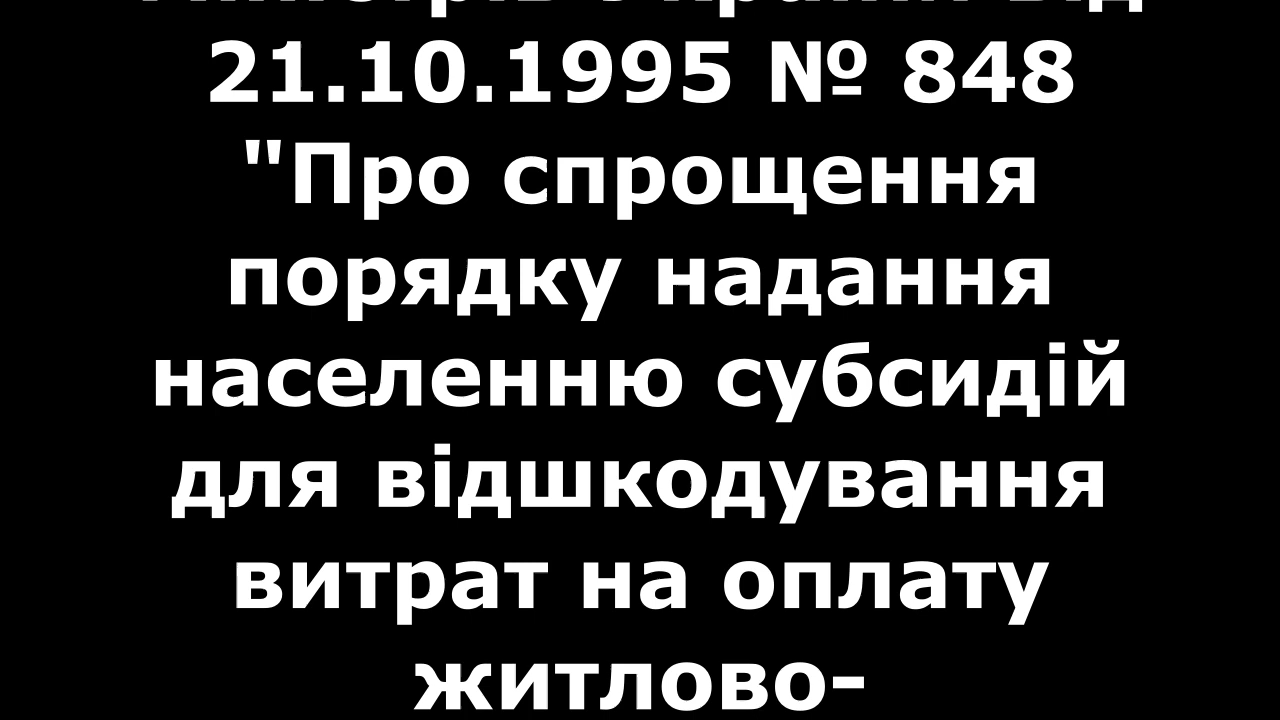 21.10.1995 № 848
"Про спрощення
порядку надання
населенню субсидій
для відшкодування
витрат на оплату
житлово-